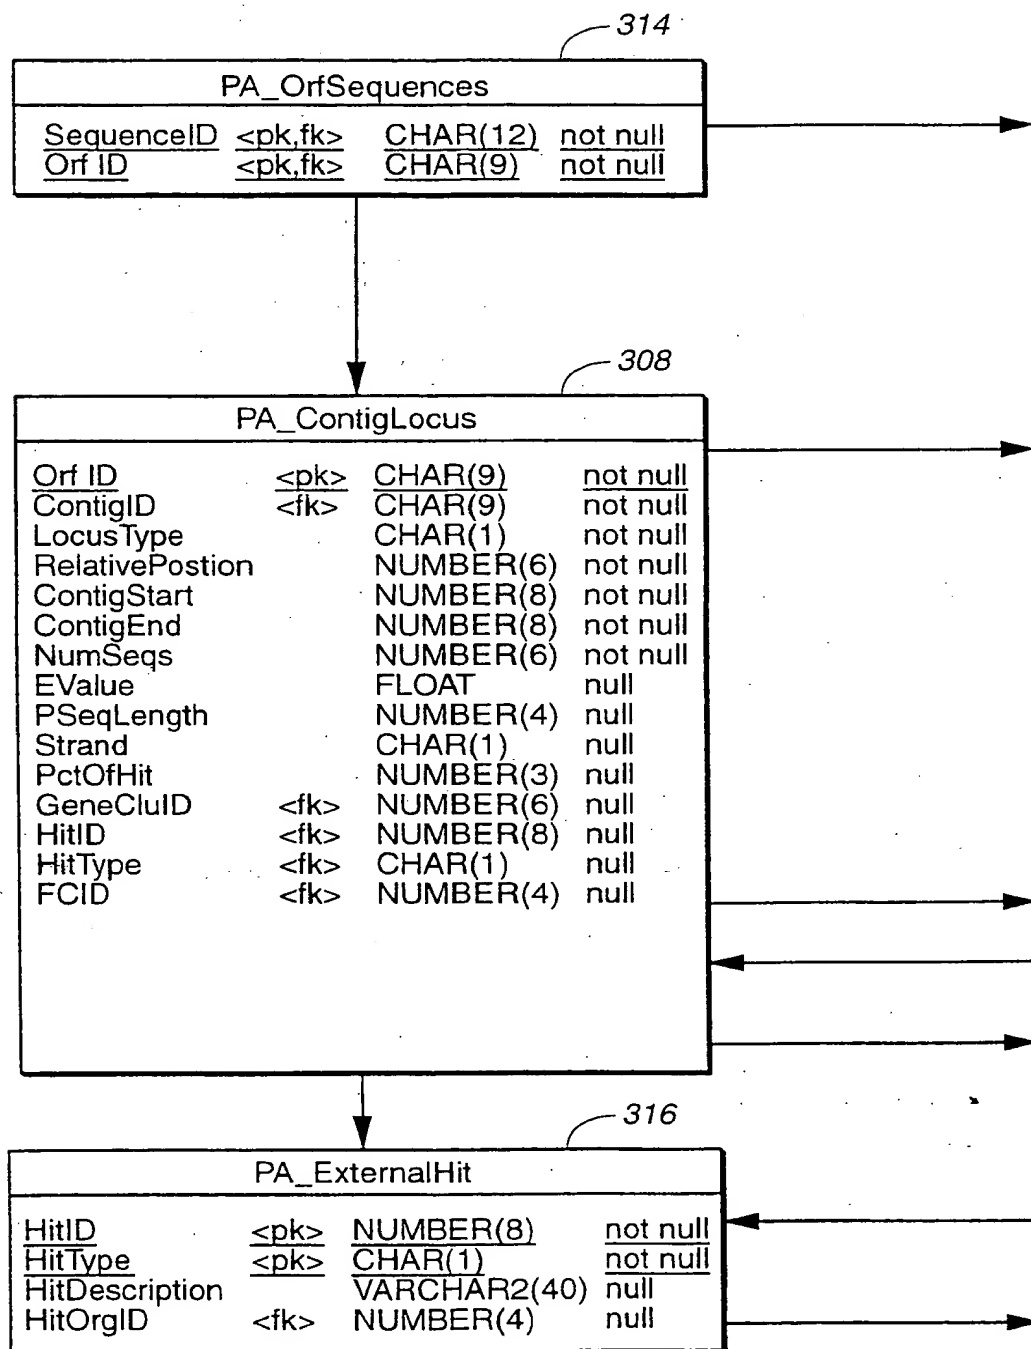 314
PA_OrfSequences
SequenceID <pk,fk> CHAR(12) not null
Orf ID <pk,fk> CHAR(9) not null
308
PA_ContigLocus
Orf ID <pk> CHAR(9) not null
ContigID <fk> CHAR(9) not null
LocusType CHAR(1) not null
RelativePostion NUMBER(6) not null
ContigStart NUMBER(8) not null
ContigEnd NUMBER(8) not null
NumSeqs NUMBER(6) not null
EValue FLOAT null
PSeqLength NUMBER(4) null
Strand CHAR(1) null
PctOfHit NUMBER(3) null
GeneCluID <fk> NUMBER(6) null
HitID <fk> NUMBER(8) null
HitType <fk> CHAR(1) null
FCID <fk> NUMBER(4) null
316
PA_ExternalHit
HitID <pk> NUMBER(8) not null
HitType <pk> CHAR(1) not null
HitDescription VARCHAR2(40) null
HitOrgID <fk> NUMBER(4) null